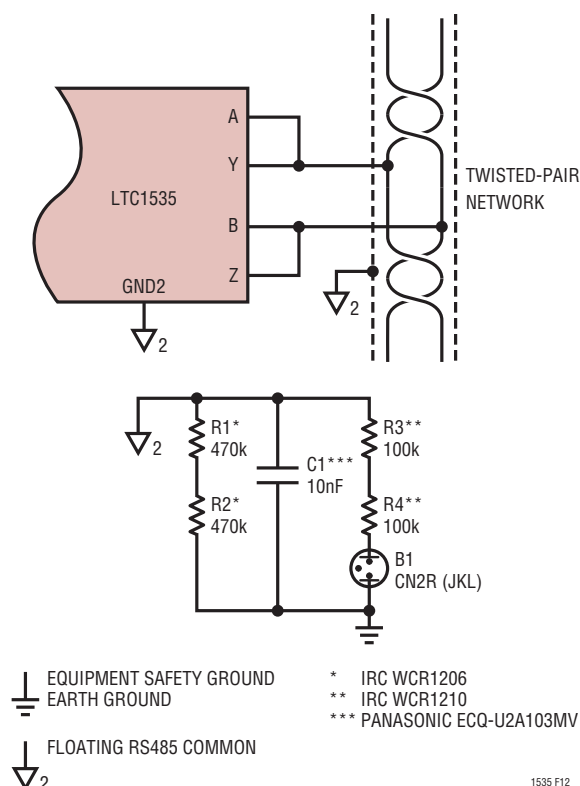 A
Y
LTC1535
B
Z
GND2
2
2
TWISTED-PAIR
NETWORK
2
R1*
470k
R2*
470k
C1***
10nF
R3**
100k
R4**
100k
B1
CN2R (JKL)
EQUIPMENT SAFETY GROUND
EARTH GROUND
FLOATING RS485 COMMON
2
* IRC WCR1206
** IRC WCR1210
*** PANASONIC ECQ-U2A103MV
1535 F12